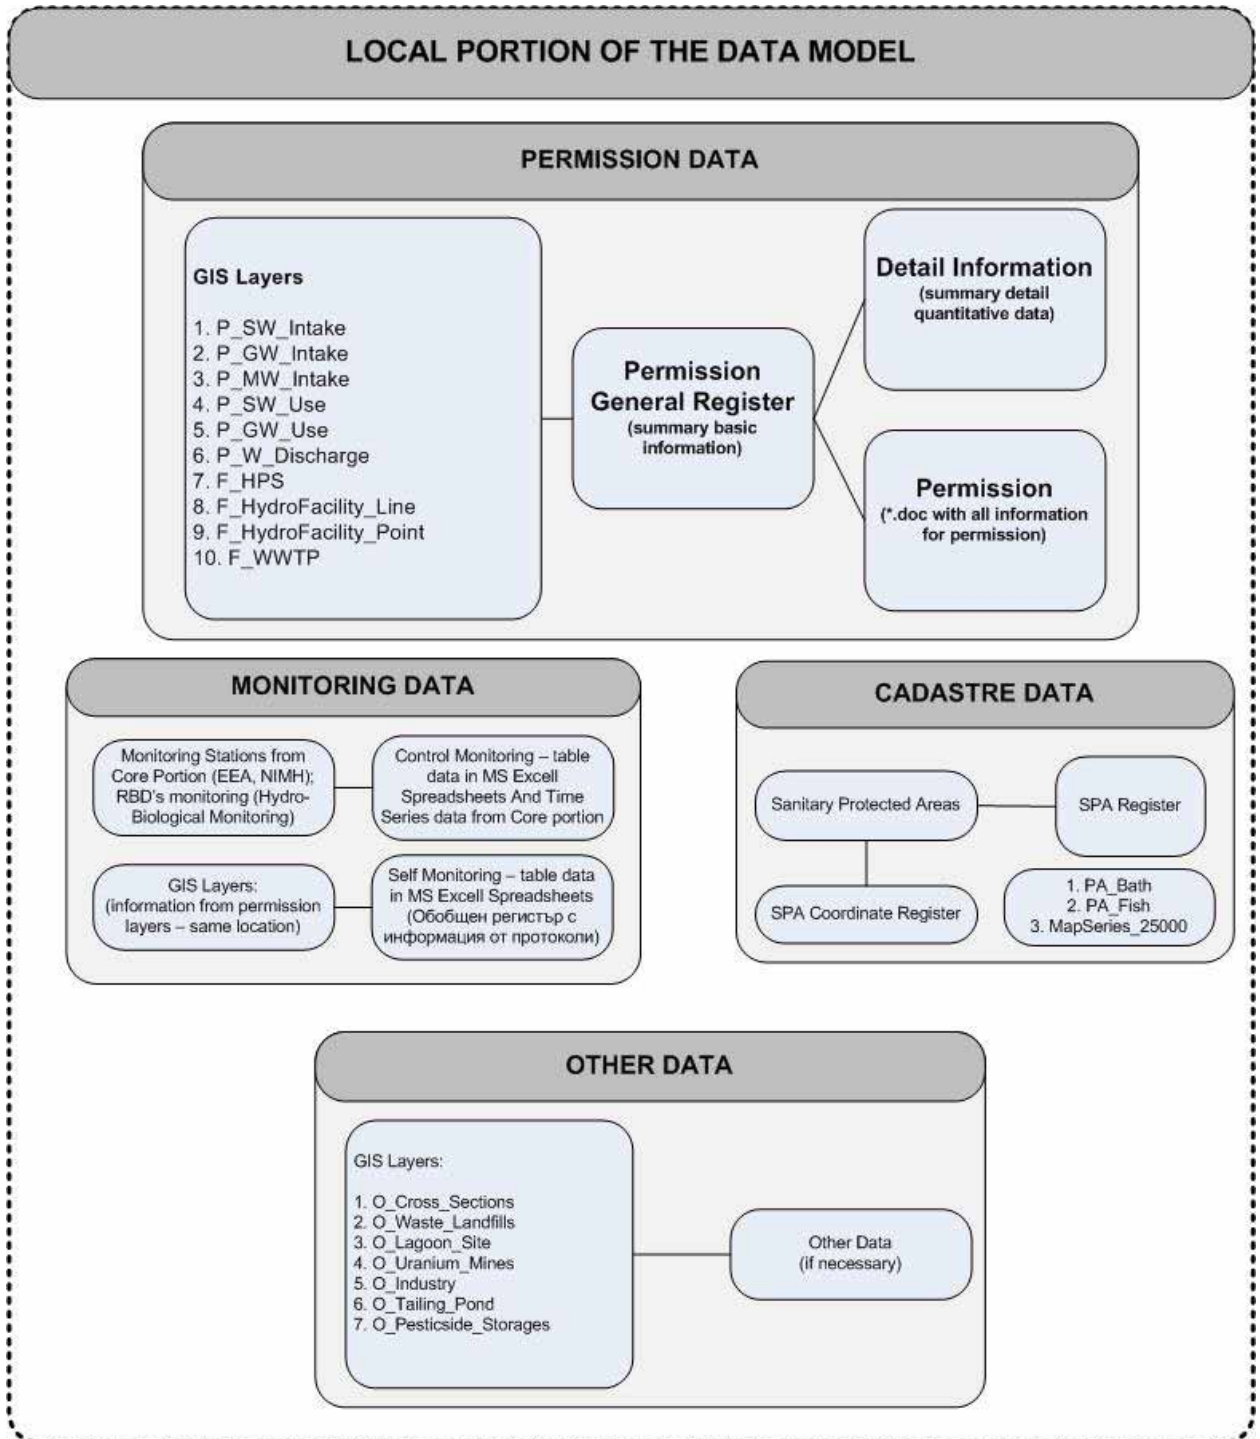 LOCAL PORTION OF THE DATA MODEL
PERMISSION DATA
GIS Layers
1. P_SW_Intake
2. P_GW_Intake
3. P_MW_Intake
4. P_SW_Use
5. P_GW_Use
6. P_W_Discharge
7. F_HPS
8. F_HydroFacility_Line
9. F_HydroFacility_Point
10. F_WWTP
Permission
General Register
(summary basic
information)
Detail Information
(summary detail
quantitative data)
Permission
(*.doc with all information
for permission)
MONITORING DATA
Monitoring Stations from
Core Portion (EEA, NIMH);
RBD's monitoring (Hydro-
Biological Monitoring)
Control Monitoring – table
data in MS Excell
Spreadsheets And Time
Series data from Core portion
GIS Layers:
(information from permission
layers – same location)
Self Monitoring – table data
in MS Excell Spreadsheets
(Обобщен регистър с
информация от протоколи)
CADASTRE DATA
Sanitary Protected Areas
SPA Register
SPA Coordinate Register
1. PA_Bath
2. PA_Fish
3. MapSeries_25000
OTHER DATA
GIS Layers:
1. O_Cross_Sections
2. O_Waste_Landfills
3. O_Lagoon_Site
4. O_Uranium_Mines
5. O_Industry
6. O_Tailing_Pond
7. O_Pesticside_Storages
Other Data
(if necessary)